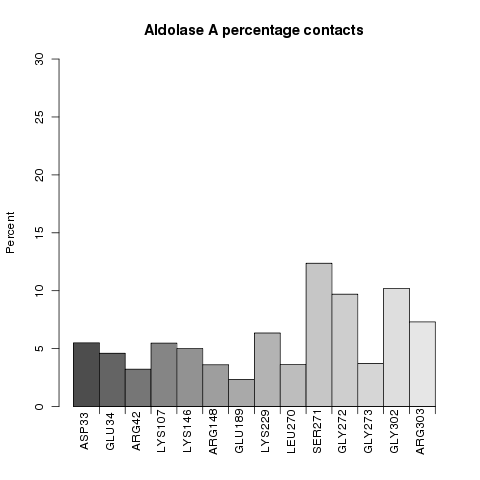 Aldolase A percentage contacts
Percent
30
25
20
15
10
5
0
ASP33
GLU34
ARG42
LYS107
LYS146
ARG148
GLU189
LYS229
LEU270
SER271
GLY272
GLY273
GLY302
ARG303